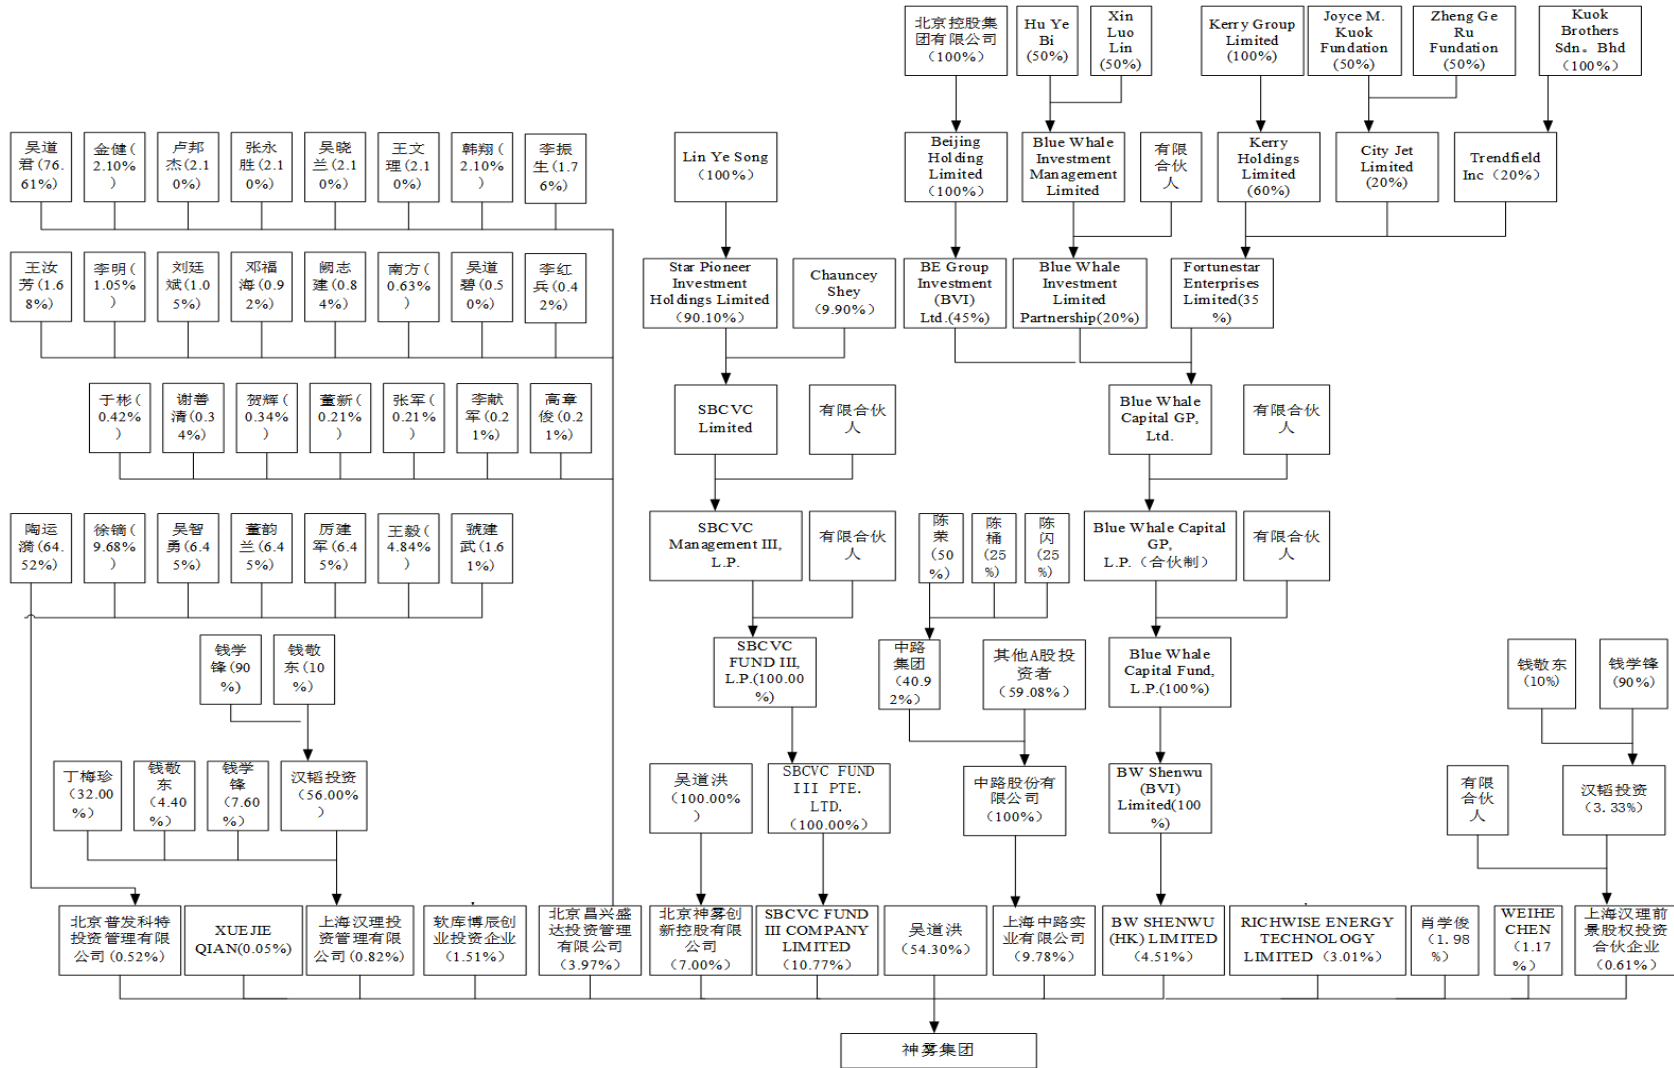 北京控股集
团有限公司
（100%）
Hu Ye
Bi
(50%)
Xin
Luo
Lin
(50%)
Kerry Group
Limited
(100%)
Joyce M.
Kuok
Fundation
(50%)
Zheng Ge
Ru
Fundation
(50%)
Kuok
Brothers
Sdn。Bhd
（100%）
吴道
君(76.
61%)
金健(
2.10%
）
卢邦
杰(2.
10%)
张永
胜(2.
10%)
吴晓
兰(2.
10%)
王文
理(2.
10%)
韩翔(
2.10%
）
李振
生(1.
76%)
Lin Ye Song
（100%）
Beijing
Holding
Limited
（100%）
Blue Whale
Investment
Management
Limited
有限
合伙
人
Kerry
Holdings
Limited
(60%)
City Jet
Limited
(20%)
Trendfield
Inc（20%）
王汝
芳(1.6
8%)
李明(
1.05%
）
刘廷
斌(1.
05%)
邓福
海(0.
92%)
阙志
建(0.
84%)
南方(
0.63%
）
吴道
碧(0.
50%)
李红
兵(0.
42%)
Star Pioneer
Investment
Holdings Limited
（90.10%）
Chauncey
Shey
（9.90%）
BE Group
Investment
(BVI)
Ltd.(45%)
Blue Whale
Investment
Limited
Partnership(20%)
Fortunestar
Enterprises
Limited(35
%)
于彬(
0.42%
）
谢善
清(0.
34%)
贺辉(
0.34%
）
董新(
0.21%
）
张军(
0.21%
）
李献
军(0.
21%)
高章
俊(0.
21%)
SBCVC
Limited
有限合伙
人
Blue Whale
Capital GP,
Ltd.
有限合伙
人
陶运
漪(64.
52%)
徐镝(
9.68%
）
吴智
勇(6.
45%)
董韵
兰(6.
45%)
厉建
军(6.
45%)
王毅(
4.84%
）
虢建
武(1.
61%)
SBCVC
Management III,
L.P.
有限合伙
人
陈
荣
（50
%）
陈
桶
（25
%）
陈
闪
（25
%）
Blue Whale Capital
GP,
L.P.（合伙制）
有限合伙
人
钱学
锋(90
%)
钱敬
东(10
%)
SBCVC
FUND III,
L.P.(100.00
%)
中路
集团
（40.9
2%）
其他A股投
资者
（59.08%）
Blue Whale
Capital Fund,
L.P.(100%)
钱敬东
(10%)
钱学锋
(90%)
丁梅珍
(32.00
%)
钱敬
东
（4.40
%）
钱学
锋
（7.60
%）
汉韬投资
（56.00%
）
吴道洪
（100.00%
）
SBCVC FUND
III PTE.
LTD.
（100.00%）
中路股份有
限公司
（100%）
BW Shenwu
(BVI)
Limited(100
%)
有限
合伙
人
汉韬投资
（3.33%）
北京普发科特
投资管理有限
公司 (0.52%)
XUEJIE
QIAN(0.05%)
上海汉理投
资管理有限
公司 (0.82%)
软库博辰创
业投资企业
（1.51%）
北京昌兴盛
达投资管理
有限公司
（3.97%）
北京神雾创
新控股有限
公司
（7.00%）
SBCVC FUND
III COMPANY
LIMITED
（10.77%）
吴道洪
（54.30%）
上海中路实
业有限公司
（9.78%）
BW SHENWU
(HK) LIMITED
（4.51%）
RICHWISE ENERGY
TECHNOLOGY
LIMITED（3.01%）
肖学俊
（1.98
%）
WEIHE
CHEN
（1.17
%）
上海汉理前
景股权投资
合伙企业
（0.61%）
神雾集团